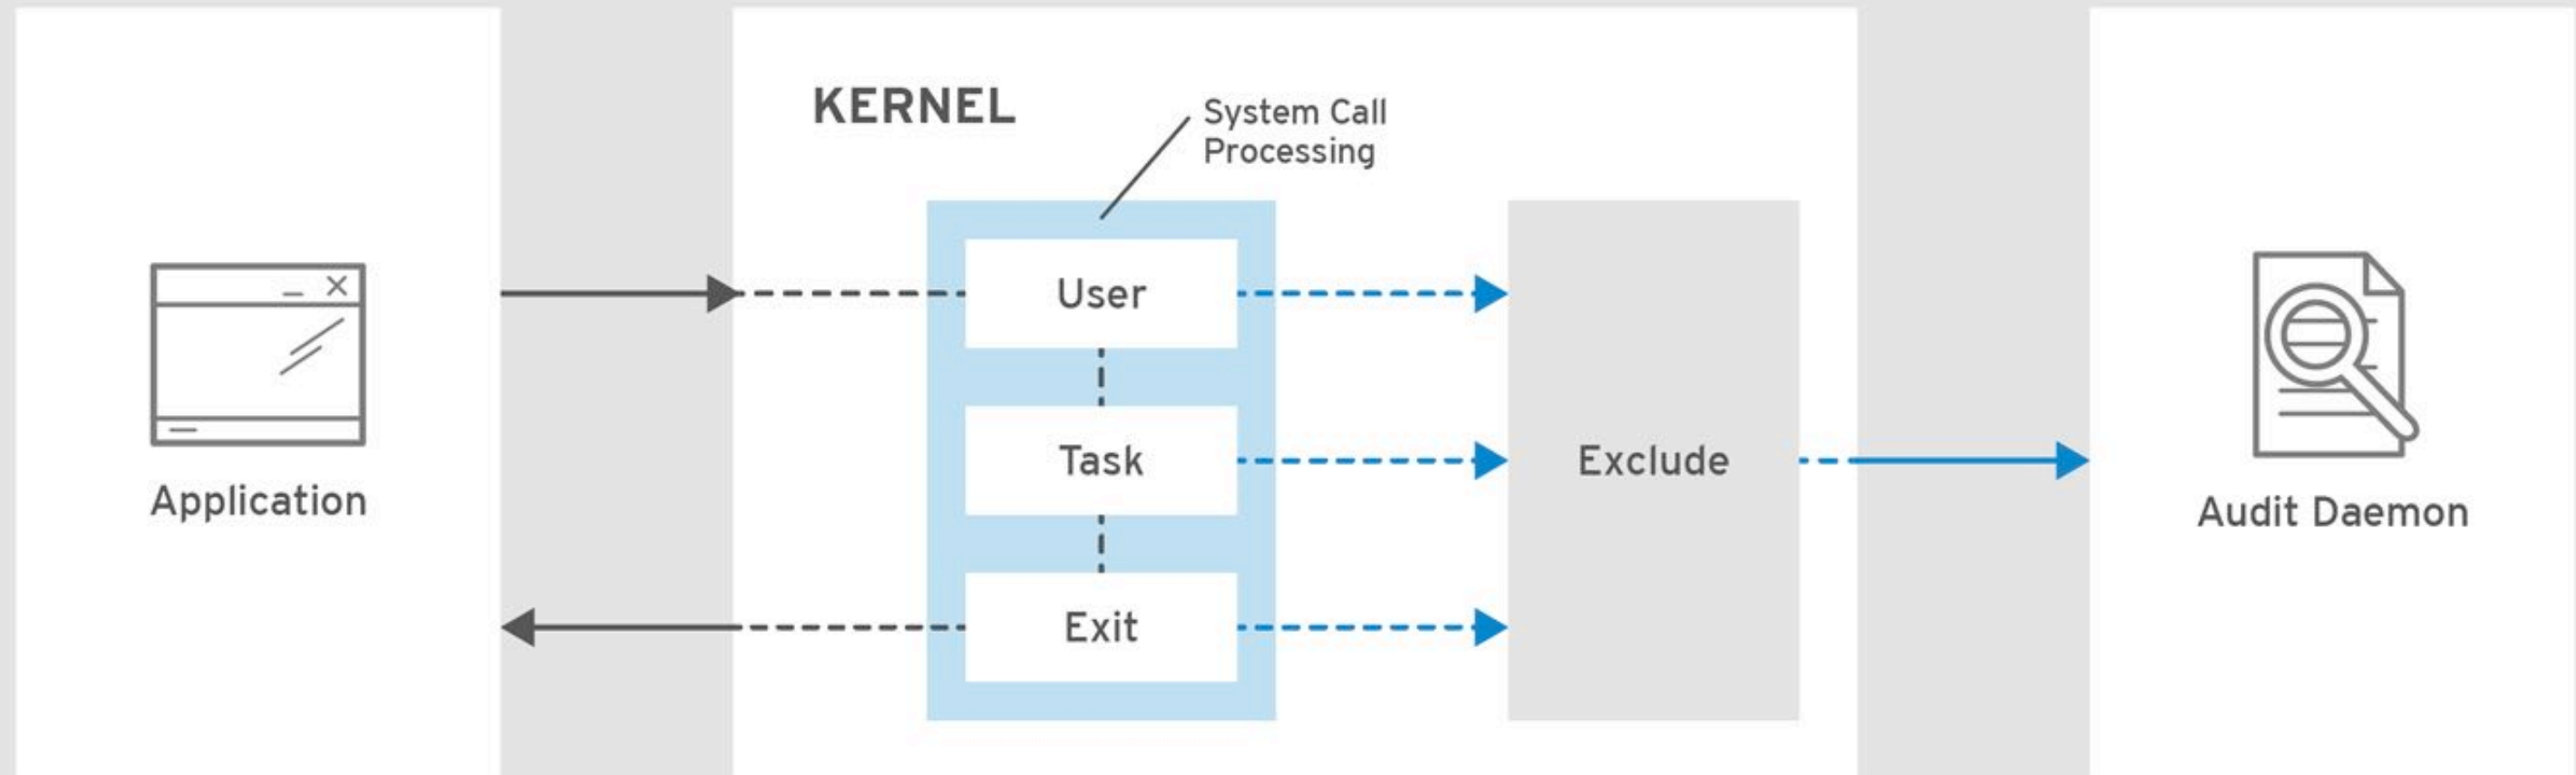 KERNEL
System Call
Processing
User
Task
Exclude
Exit
Application
Audit Daemon